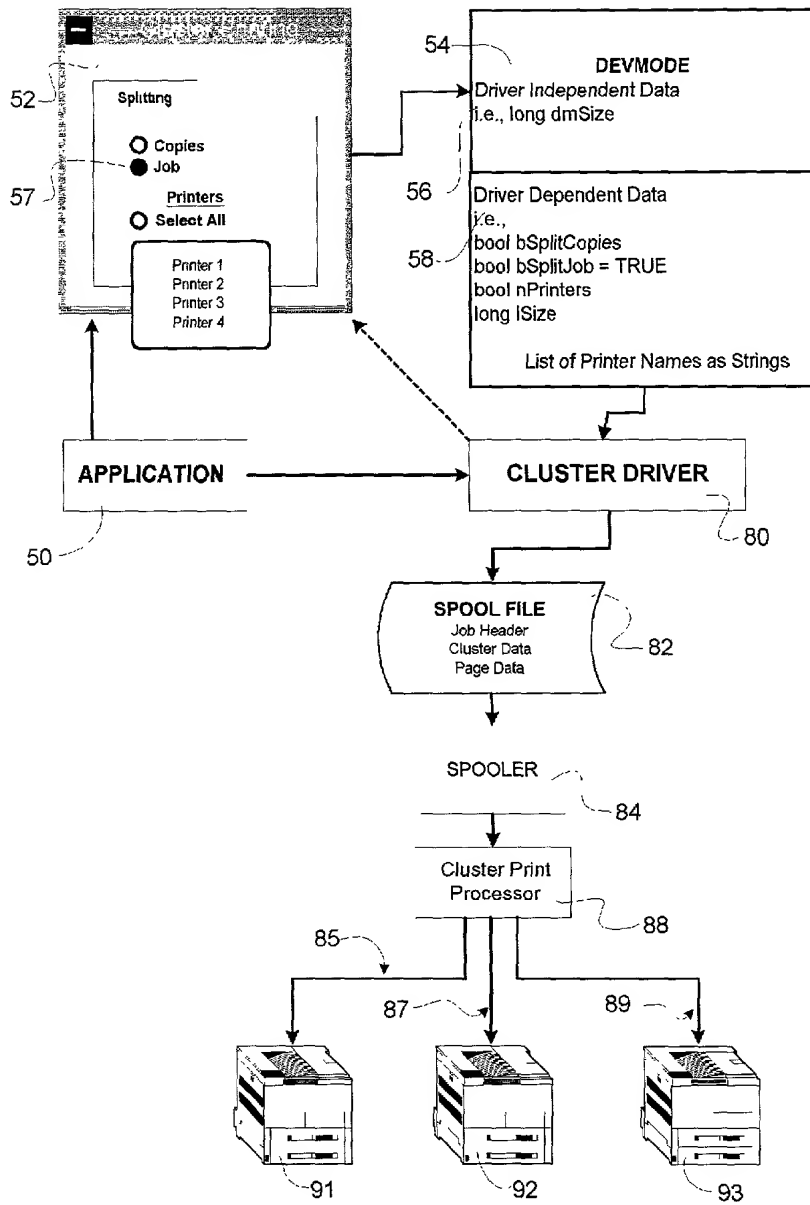 52
Splitting
Copies
Job
57
Printers
Select All
Printer 1
Printer 2
Printer 3
Printer 4
54
DEVMODE
Driver Independent Data
i.e., long dmSize
56
Driver Dependent Data
i.e.,
58
bool bSplitCopies
bool bSplitJob = TRUE
bool nPrinters
long lSize
List of Printer Names as Strings
APPLICATION
50
CLUSTER DRIVER
80
SPOOL FILE
Job Header
Cluster Data
Page Data
82
SPOOLER
84
Cluster Print
Processor
88
85
87
89
91
92
93